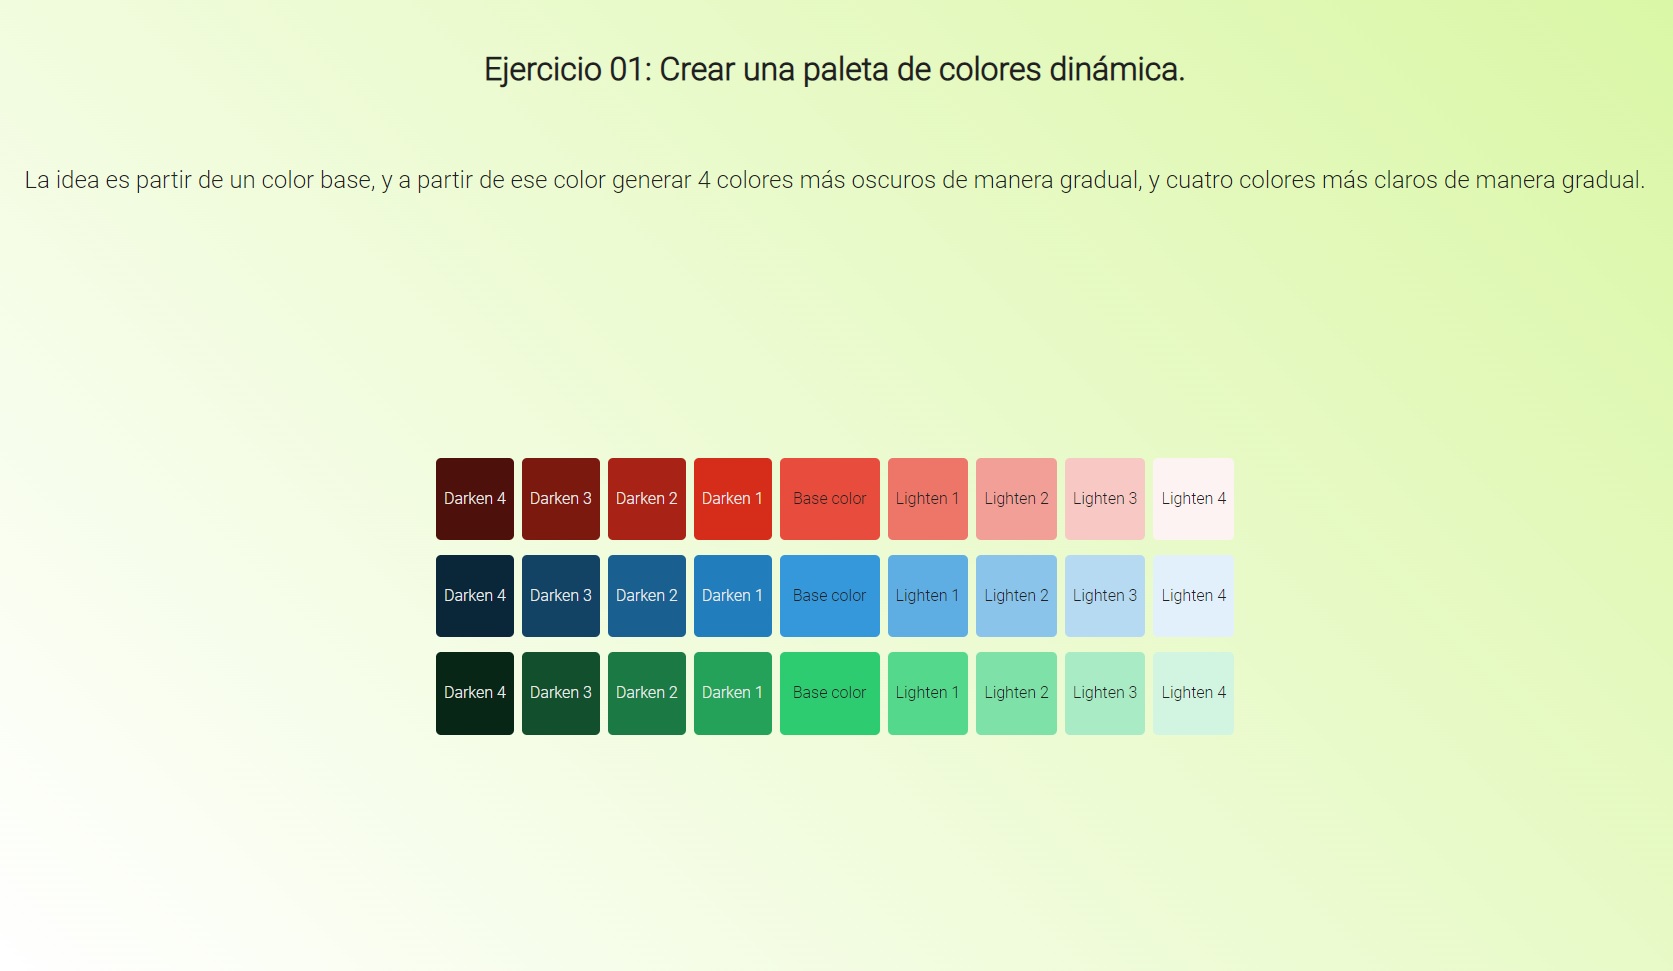 Ejercicio 01: Crear una paleta de colores dinámica.
La idea es partir de un color base, y a partir de ese color generar 4 colores más oscuros de manera gradual, y cuatro colores más claros de manera gradual.
Darken 4 Darken 3 Darken 2 Darken 1 Base color Lighten 1 Lighten 2 Lighten 3 Lighten 4
Darken 4 Darken 3 Darken 2 Darken 1 Base color Lighten 1 Lighten 2 Lighten 3 Lighten 4
Darken 4 Darken 3 Darken 2 Darken 1 Base color Lighten 1 Lighten 2 Lighten 3 Lighten 4